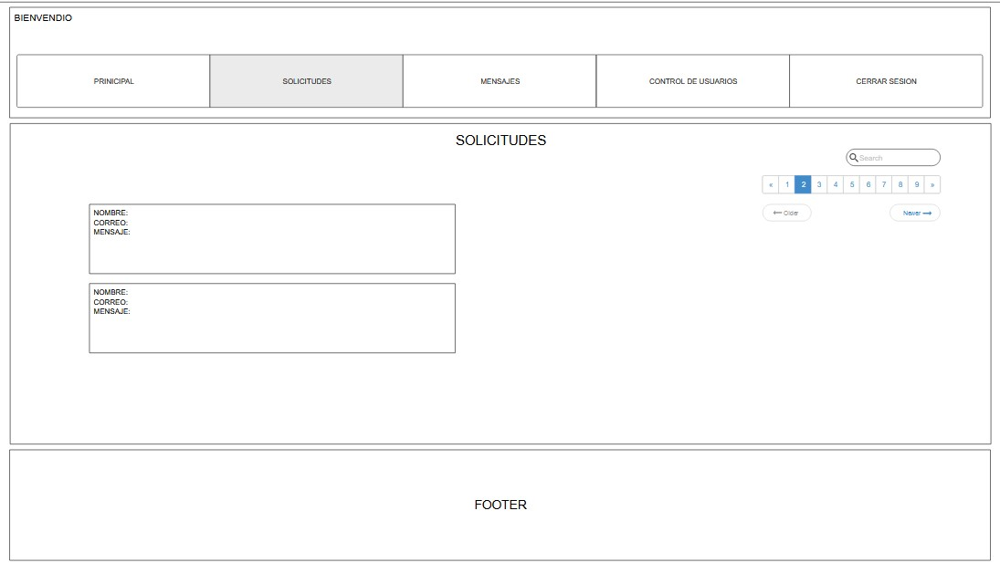 BIENVENDIO
PRINICIPAL SOLICITUDES MENSAJES CONTROL DE USUARIOS CERRAR SESION
SOLICITUDES
Search
« 1 2 3 4 5 6 7 8 9 »
← Older Newer →
NOMBRE:
CORREO:
MENSAJE:
NOMBRE:
CORREO:
MENSAJE:
FOOTER